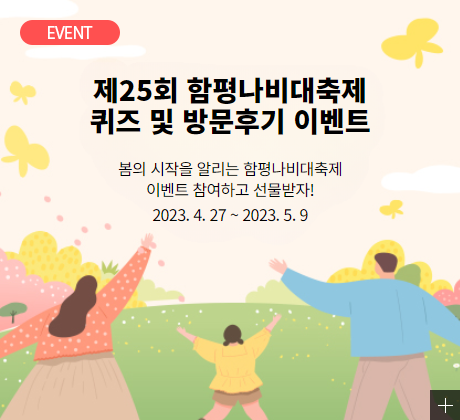 EVENT
제25회 함평나비대축제
퀴즈 및 방문후기 이벤트
봄의 시작을 알리는 함평나비대축제
이벤트 참여하고 선물받자!
2023. 4. 27 ~ 2023. 5. 9